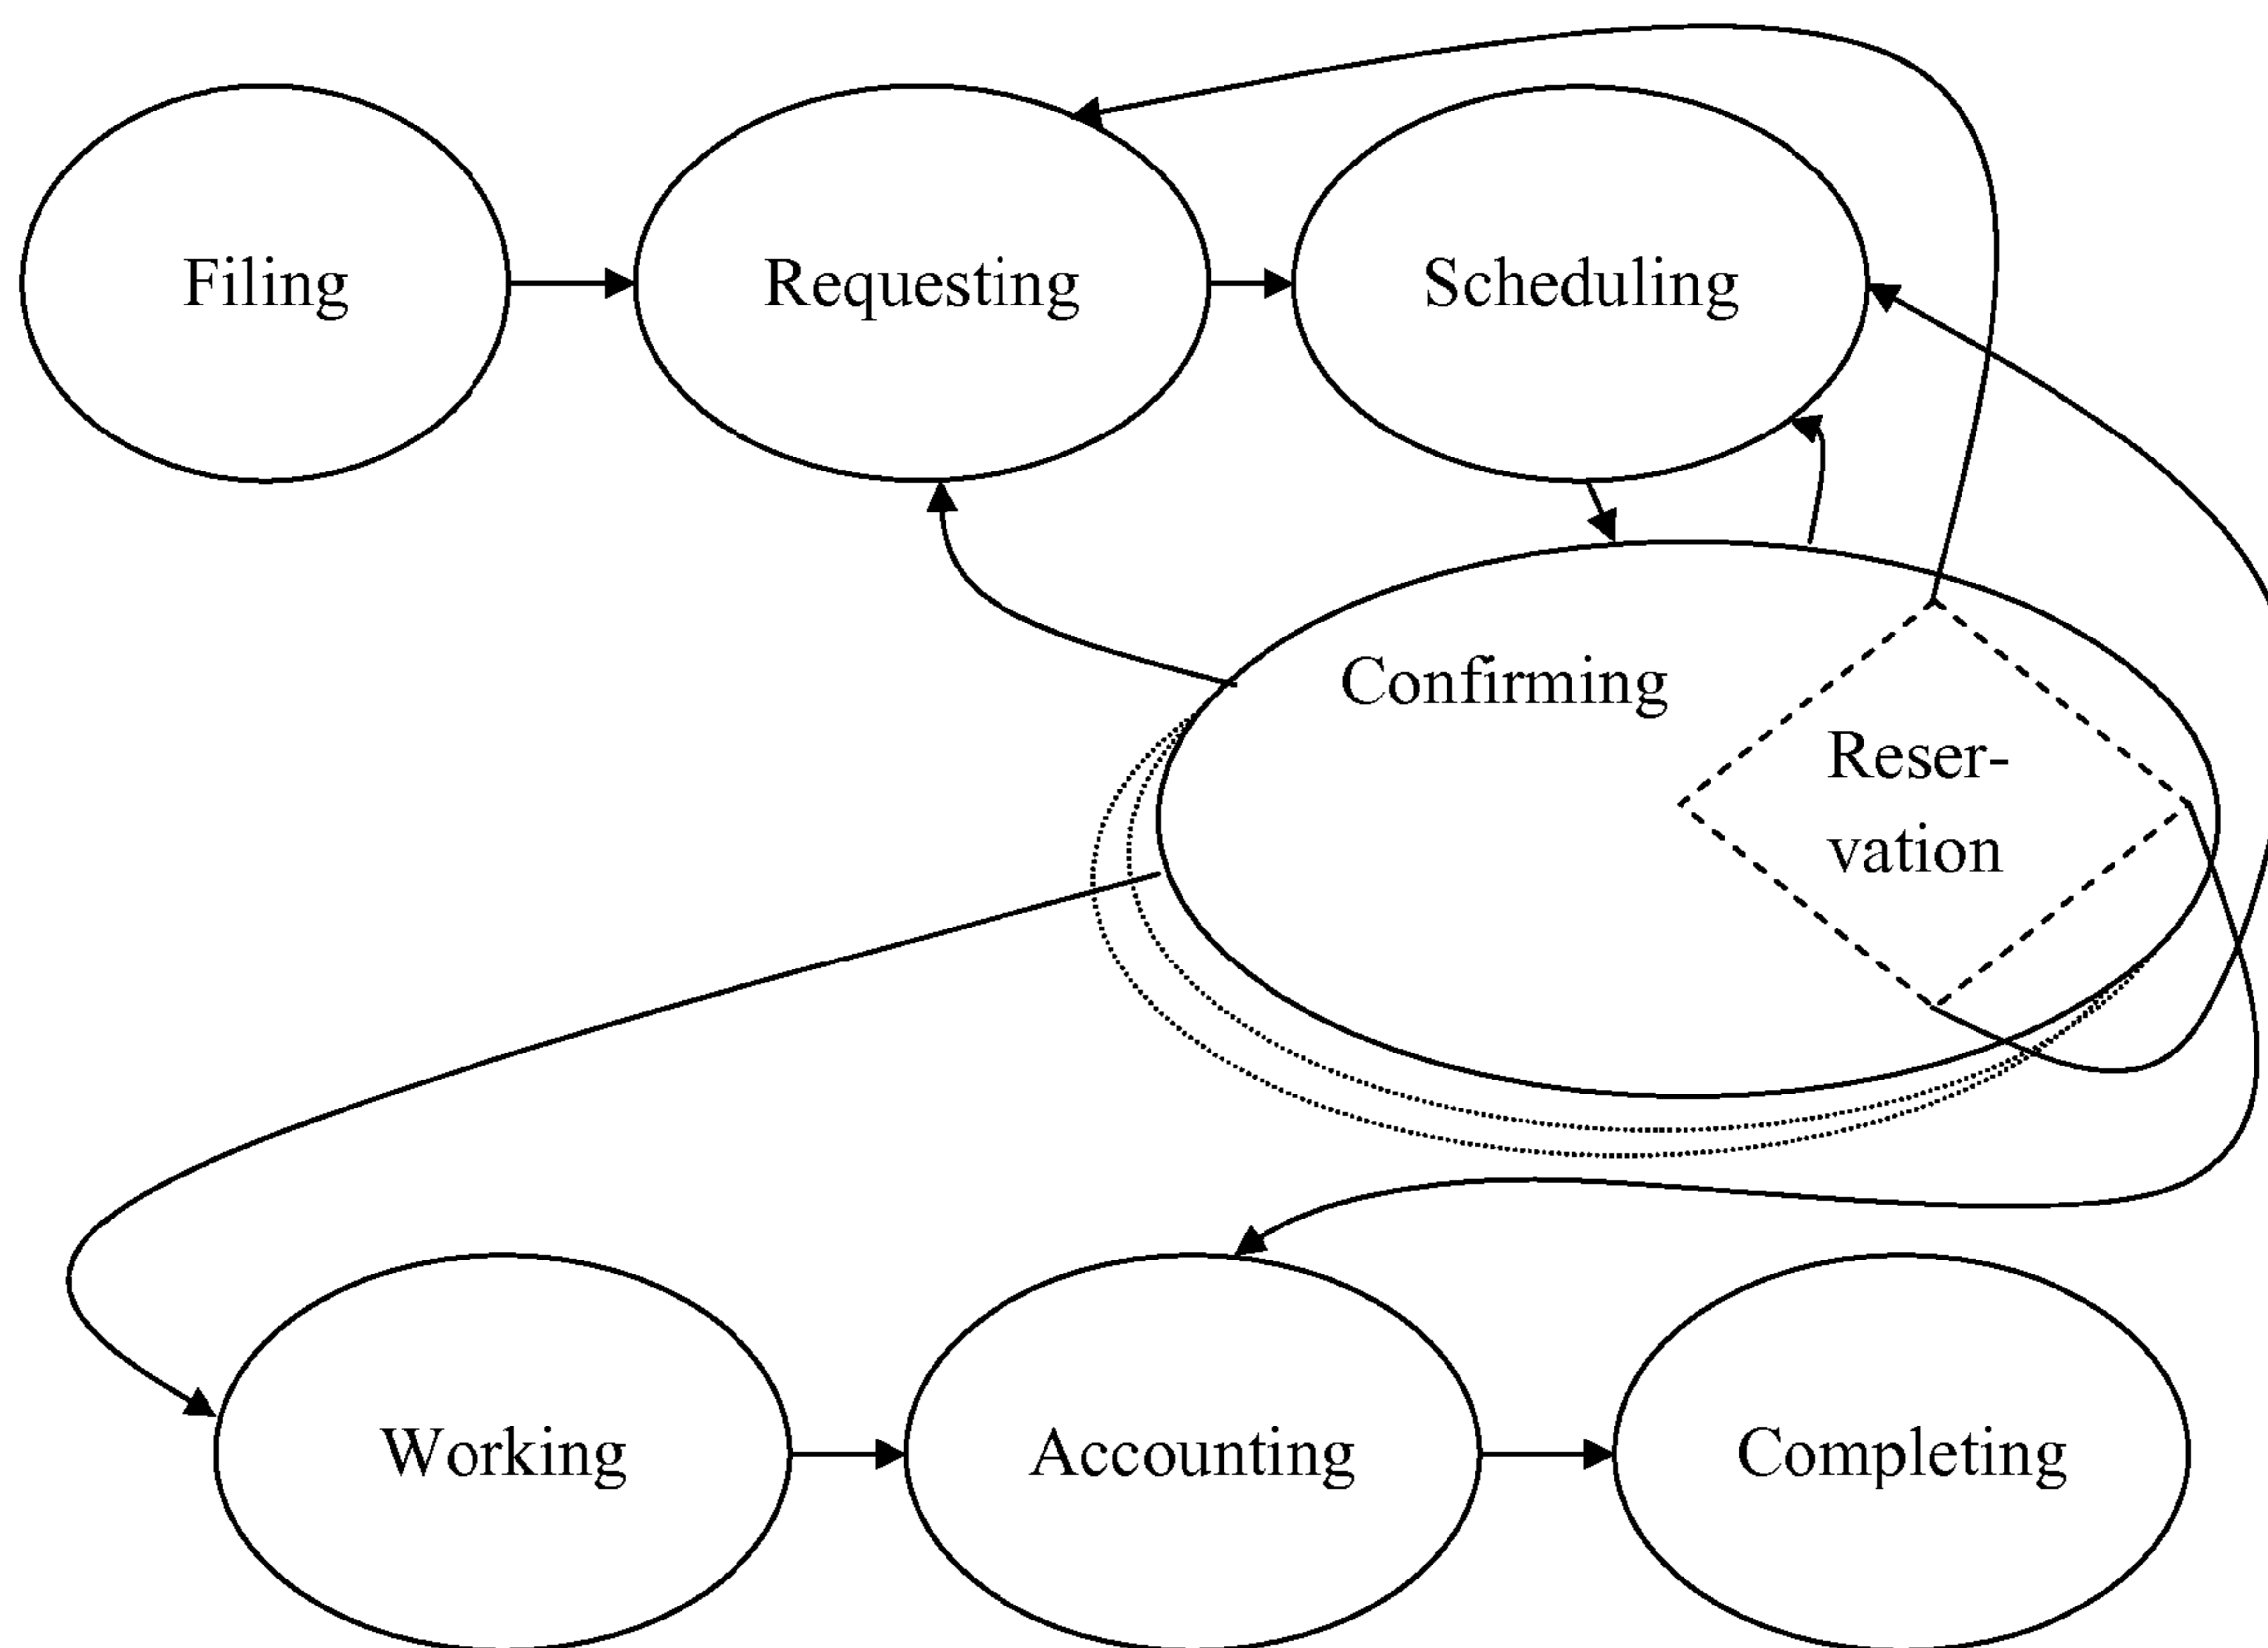 Filing
Requesting
Scheduling
Confirming
Reser-
vation
Working
Accounting
Completing